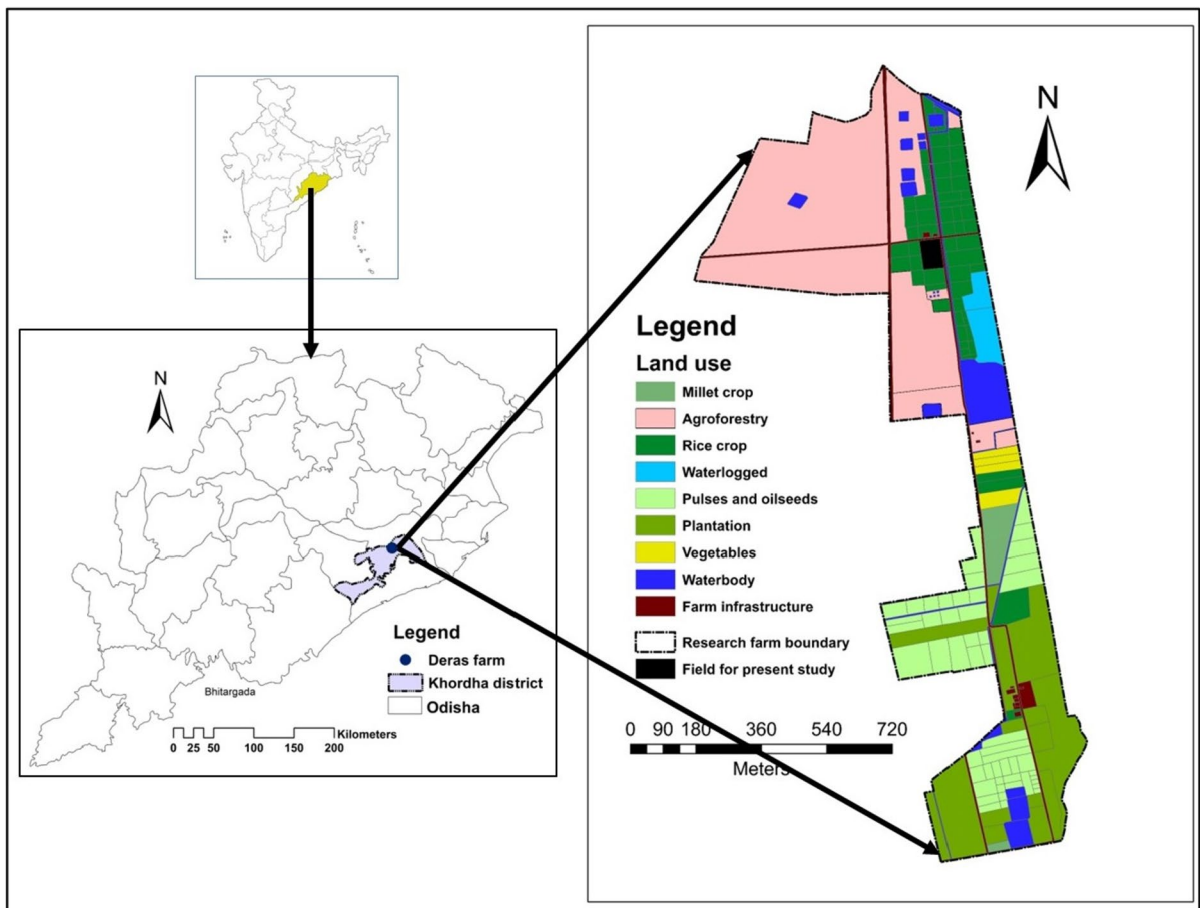 N
Legend
Deras farm
Khordha district
Odisha
Bhitargada
Kilometers
0 25 50 100 150 200
N
Legend
Land use
Millet crop
Agroforestry
Rice crop
Waterlogged
Pulses and oilseeds
Plantation
Vegetables
Waterbody
Farm infrastructure
Research farm boundary
Field for present study
0 90 180 360 540 720
Meters